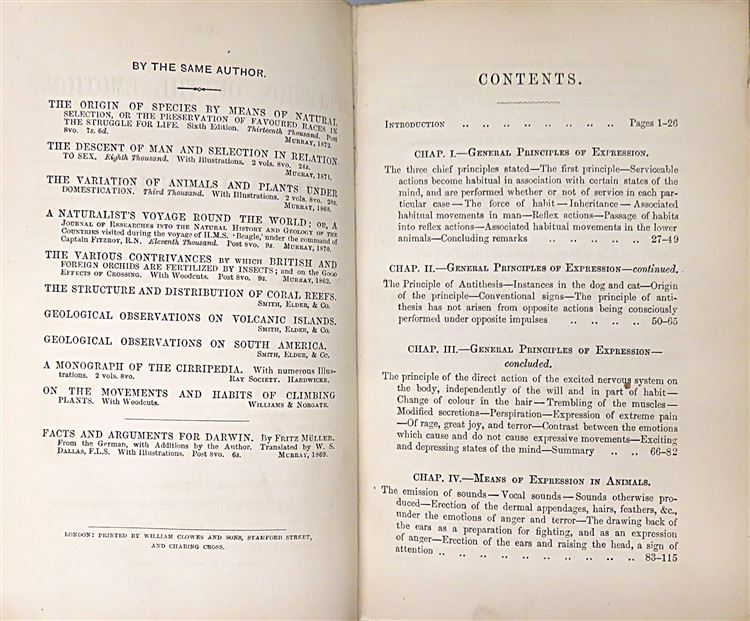 BY THE SAME AUTHOR.
THE ORIGIN OF SPECIES BY MEANS OF NATURAL
SELECTION, OR THE PRESERVATION OF FAVOURED RACES IN
THE STRUGGLE FOR LIFE. Sixth Edition. Thirteenth Thousand. Post
8vo. 7s. 6d. MURRAY, 1872.
THE DESCENT OF MAN AND SELECTION IN RELATION
TO SEX. Eighth Thousand. With Illustrations. 2 vols. 8vo. 24s.
MURRAY, 1871.
THE VARIATION OF ANIMALS AND PLANTS UNDER
DOMESTICATION. Third Thousand. With Illustrations. 2 vols. 8vo. 28s.
MURRAY, 1868.
A NATURALIST'S VOYAGE ROUND THE WORLD; OR, A
JOURNAL OF RESEARCHES INTO THE NATURAL HISTORY AND GEOLOGY OF THE
COUNTRIES visited during the voyage of H.M.S. 'Beagle,' under the command of
Captain FITZROY, R.N. Eleventh Thousand. Post 8vo. 9s. MURRAY, 1870.
THE VARIOUS CONTRIVANCES BY WHICH BRITISH AND
FOREIGN ORCHIDS ARE FERTILIZED BY INSECTS; and on the GOOD
EFFECTS OF CROSSING. With Woodcuts. Post 8vo. 9s. MURRAY, 1862.
THE STRUCTURE AND DISTRIBUTION OF CORAL REEFS.
SMITH, ELDER, & CO.
GEOLOGICAL OBSERVATIONS ON VOLCANIC ISLANDS.
SMITH, ELDER, & CO.
GEOLOGICAL OBSERVATIONS ON SOUTH AMERICA.
SMITH, ELDER, & CO.
A MONOGRAPH OF THE CIRRIPEDIA. With numerous Illus-
trations. 2 vols. 8vo. RAY SOCIETY. HARDWICKE.
ON THE MOVEMENTS AND HABITS OF CLIMBING
PLANTS. With Woodcuts. WILLIAMS & NORGATE.
FACTS AND ARGUMENTS FOR DARWIN. By FRITZ MÜLLER.
From the German, with Additions by the Author. Translated by W. S.
DALLAS, F.L.S. With Illustrations. Post 8vo. 6s. MURRAY, 1869.
LONDON: PRINTED BY WILLIAM CLOWES AND SONS, STAMFORD STREET,
AND CHARING CROSS.
CONTENTS.
INTRODUCTION .. .. .. .. .. .. .. .. Pages 1-26
CHAP. I.—GENERAL PRINCIPLES OF EXPRESSION.
The three chief principles stated—The first principle—Serviceable
actions become habitual in association with certain states of the
mind, and are performed whether or not of service in each par-
ticular case — The force of habit — Inheritance — Associated
habitual movements in man—Reflex actions—Passage of habits
into reflex actions—Associated habitual movements in the lower
animals—Concluding remarks .. .. .. .. .. 27-49
CHAP. II.—GENERAL PRINCIPLES OF EXPRESSION—continued.
The Principle of Antithesis—Instances in the dog and cat—Origin
of the principle—Conventional signs—The principle of anti-
thesis has not arisen from opposite actions being consciously
performed under opposite impulses .. .. .. .. 50-65
CHAP. III.—GENERAL PRINCIPLES OF EXPRESSION—
concluded.
The principle of the direct action of the excited nervous system on
the body, independently of the will and in part of habit—
Change of colour in the hair — Trembling of the muscles —
Modified secretions—Perspiration—Expression of extreme pain
—Of rage, great joy, and terror—Contrast between the emotions
which cause and do not cause expressive movements—Exciting
and depressing states of the mind—Summary .. .. 66-82
CHAP. IV.—MEANS OF EXPRESSION IN ANIMALS.
The emission of sounds — Vocal sounds — Sounds otherwise pro-
duced—Erection of the dermal appendages, hairs, feathers, &c.,
under the emotions of anger and terror—The drawing back of
the ears as a preparation for fighting, and as an expression
of anger—Erection of the ears and raising the head, a sign of
attention .. .. .. .. .. .. .. .. .. 83-115